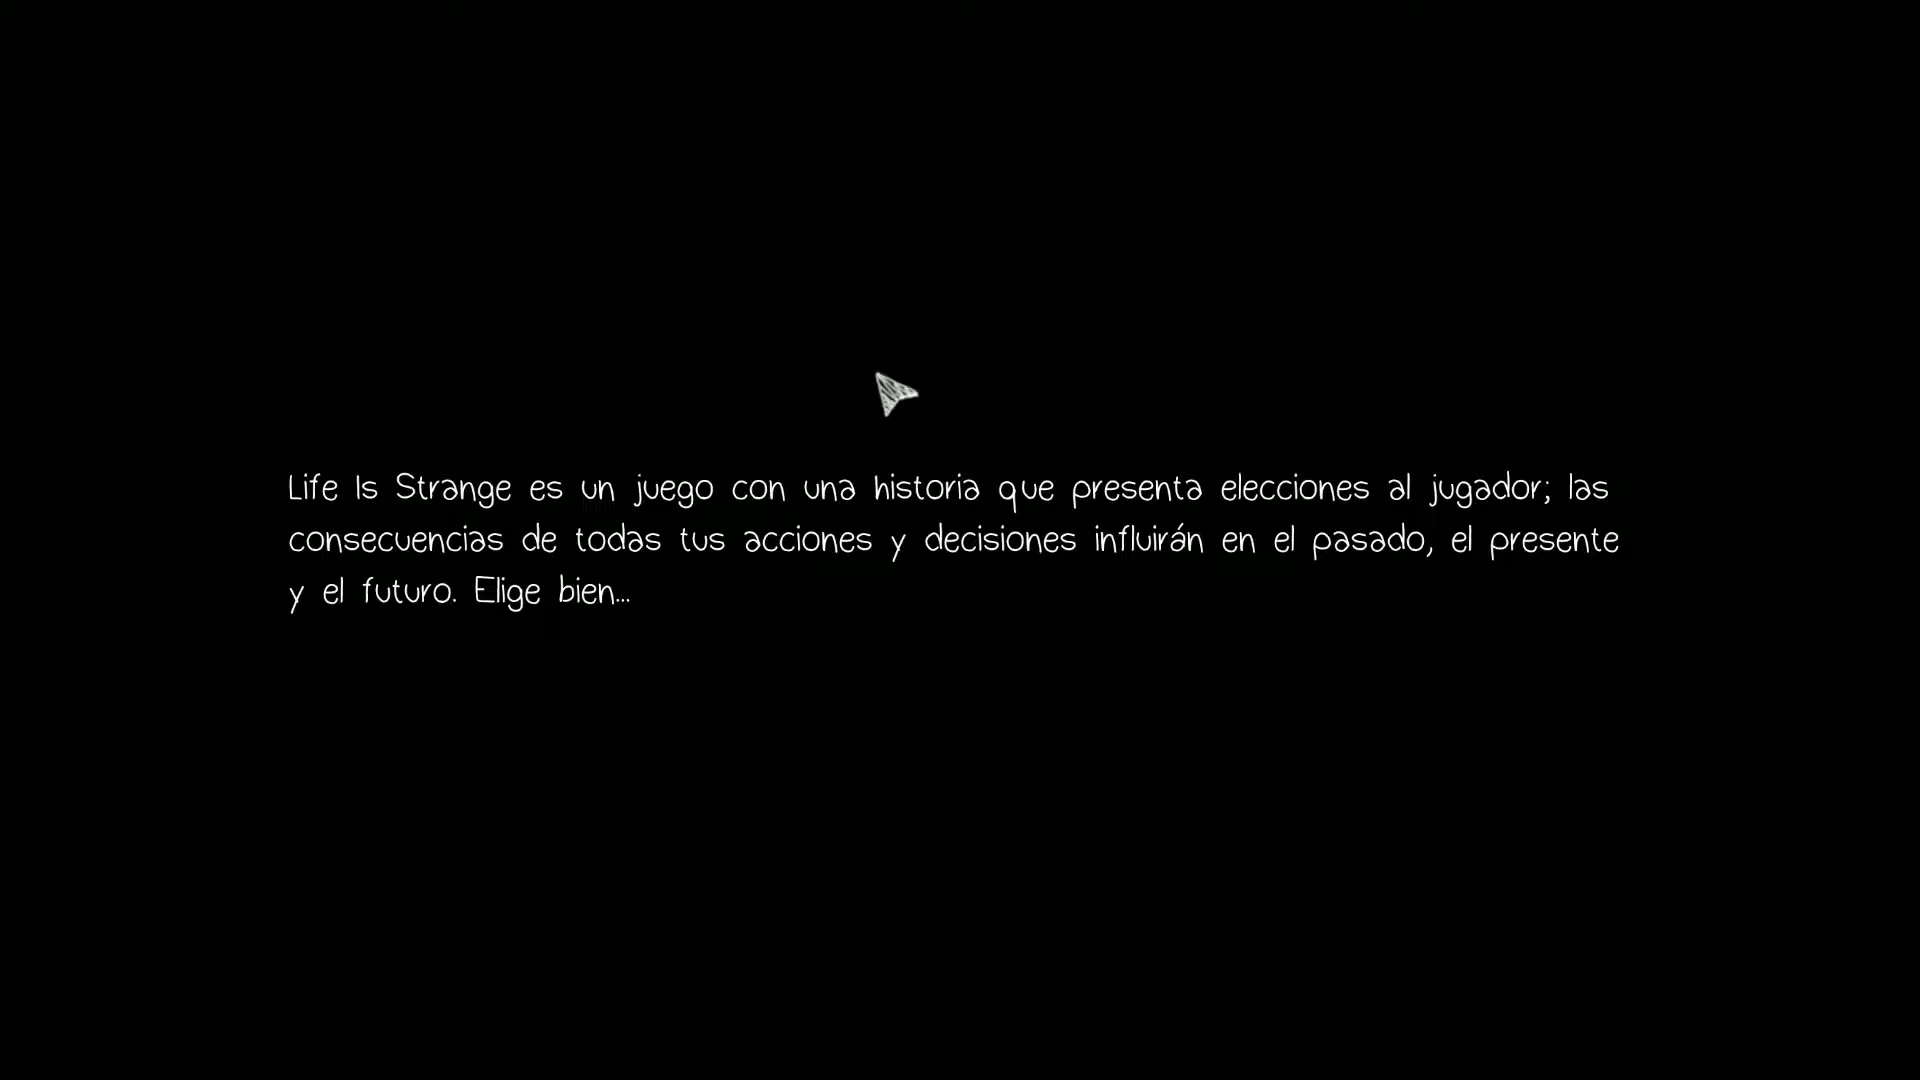 Life Is Strange es un juego con una historia que presenta elecciones al jugador; las
consecuencias de todas tus acciones y decisiones influirán en el pasado, el presente
y el futuro. Elige bien...